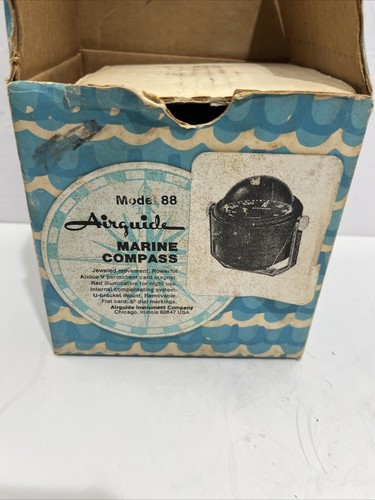 Model 88
Airguide
MARINE
COMPASS
Jeweled movement. Powerful
Alnico V permanent card magnet.
Red illumination for night use.
Internal compensating system.
U-bracket mount. Removable.
Flat card. 5° dial markings.
Airguide Instrument Company
Chicago, Illinois 60647 USA